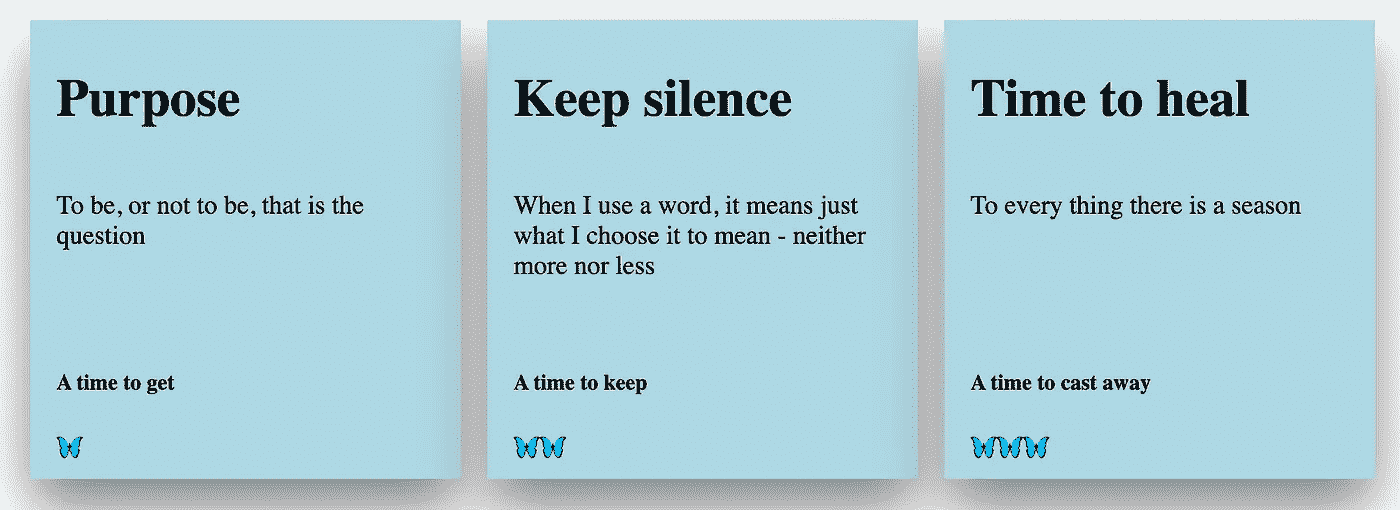 Purpose
To be, or not to be, that is the
question
A time to get
Keep silence
When I use a word, it means just
what I choose it to mean - neither
more nor less
A time to keep
Time to heal
To every thing there is a season
A time to cast away